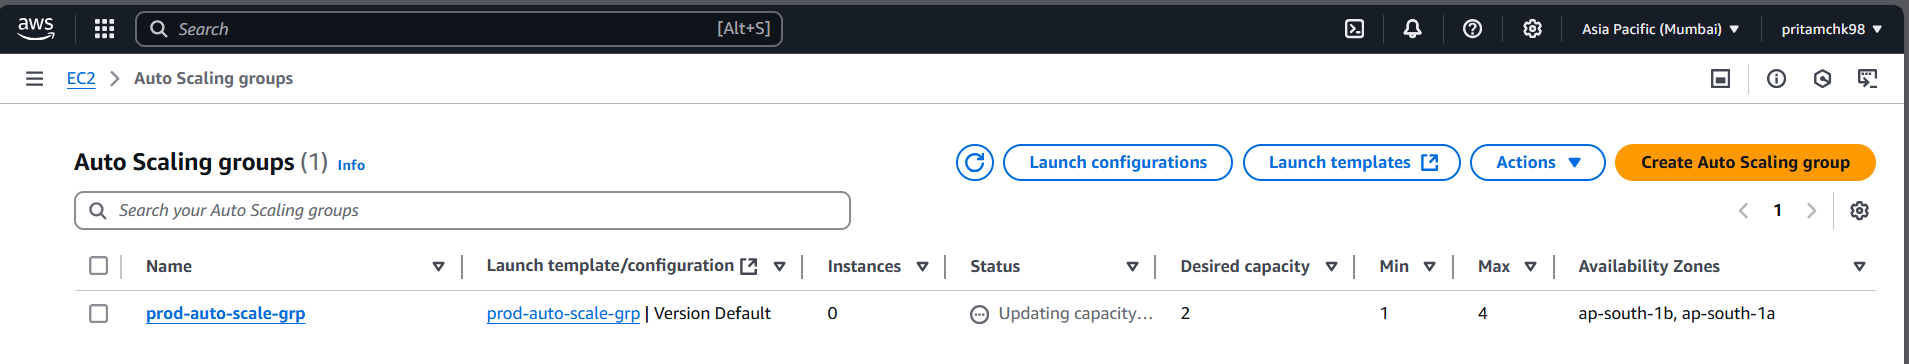 aws Search [Alt+S] Asia Pacific (Mumbai) pritamchk98
EC2 Auto Scaling groups
Auto Scaling groups (1) Info Launch configurations Launch templates Actions Create Auto Scaling group
Search your Auto Scaling groups 1
Name Launch template/configuration Instances Status Desired capacity Min Max Availability Zones
prod-auto-scale-grp prod-auto-scale-grp | Version Default 0 Updating capacity... 2 1 4 ap-south-1b, ap-south-1a